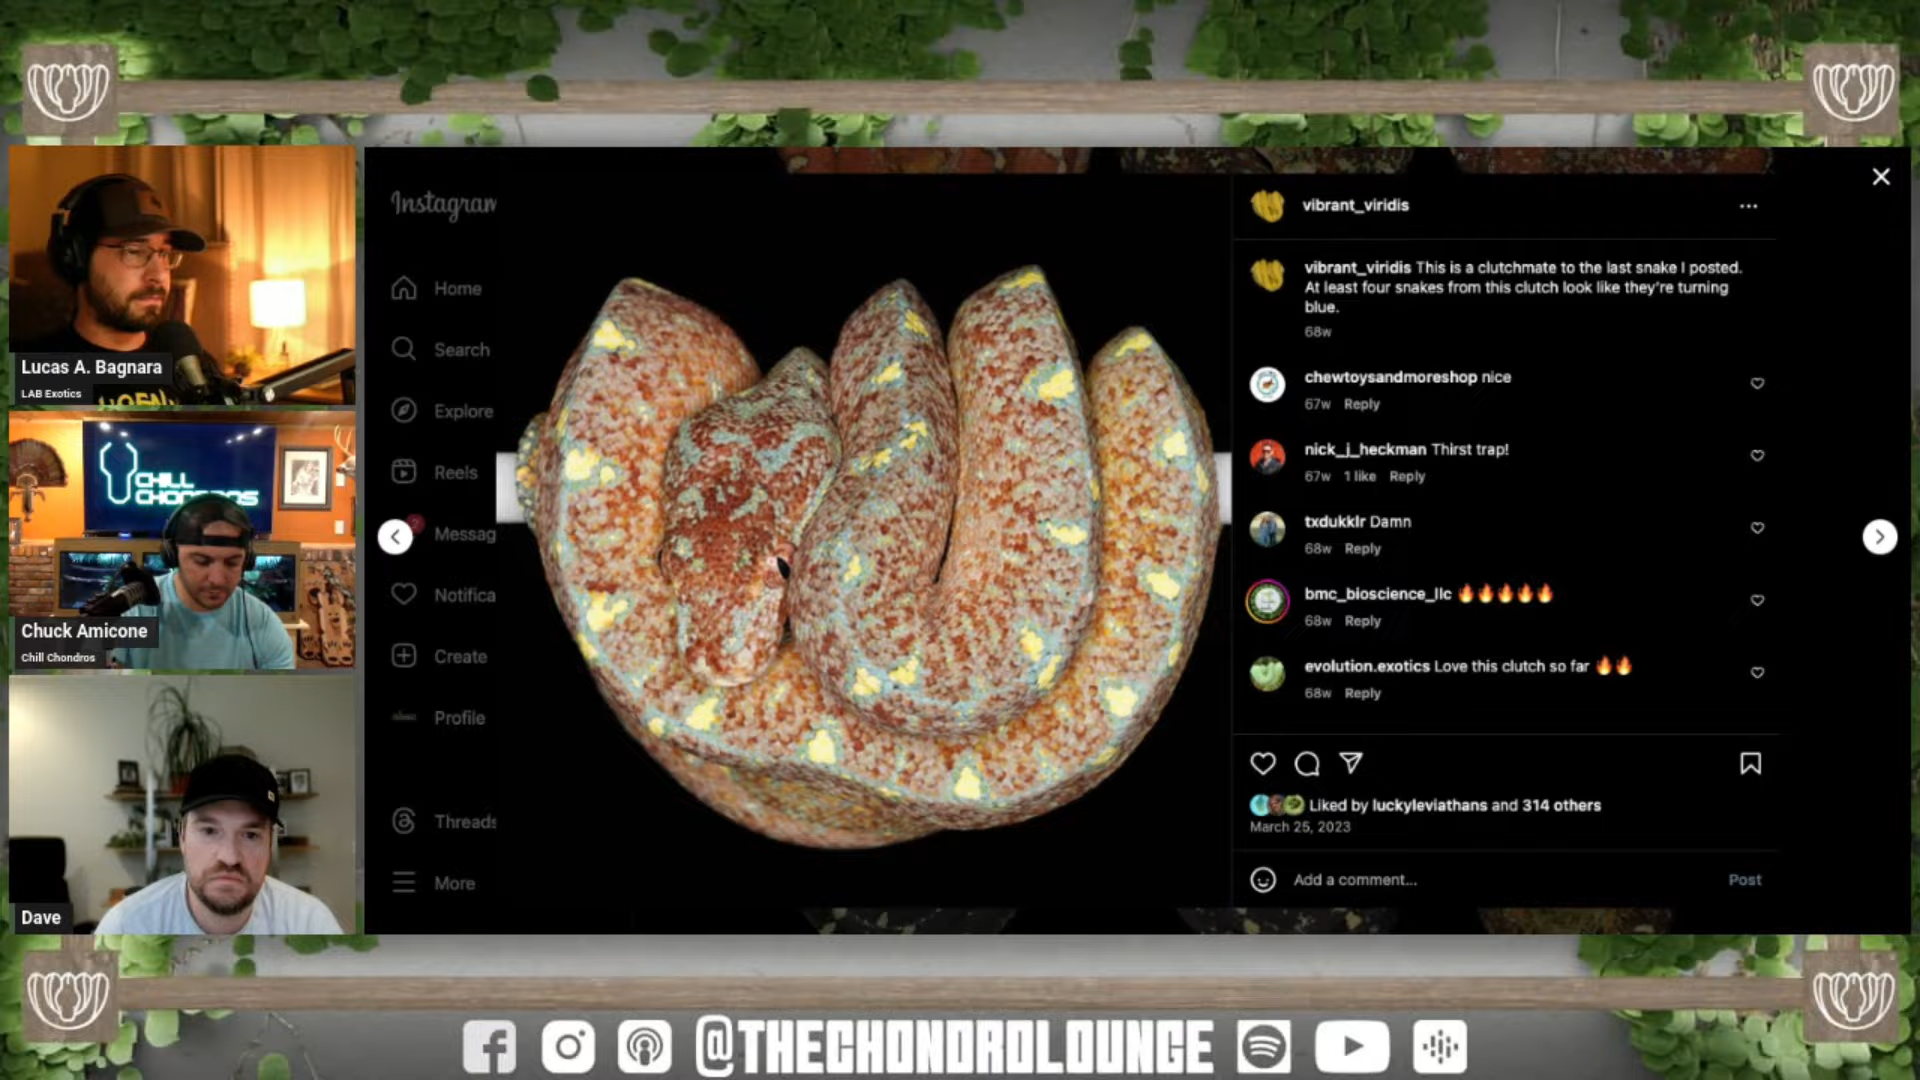 Lucas A. Bagnara
LAB Exotics
CHILL
CHONDROS
Chuck Amicone
Chill Chondros
Dave
Instagram
Home
Search
Explore
Reels
Messag
Notifica
Create
Profile
Threads
More
vibrant_viridis
vibrant_viridis This is a clutchmate to the last snake I posted.
At least four snakes from this clutch look like they're turning
blue.
68w
chewtoysandmoreshop nice
67w Reply
nick_j_heckman Thirst trap!
67w 1 like Reply
txdukklr Damn
68w Reply
bmc_bioscience_llc 🔥🔥🔥🔥🔥
68w Reply
evolution.exotics Love this clutch so far 🔥🔥
68w Reply
Liked by luckyleviathans and 314 others
March 25, 2023
Add a comment...
Post
@THECHONDROLOUNGE